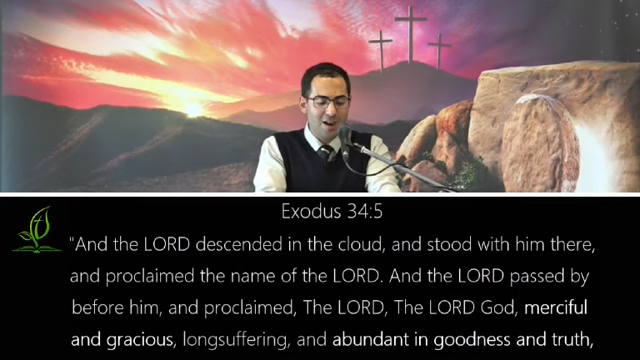 Exodus 34:5
"And the LORD descended in the cloud, and stood with him there,
and proclaimed the name of the LORD. And the LORD passed by
before him, and proclaimed, The LORD, The LORD God, merciful
and gracious, longsuffering, and abundant in goodness and truth,